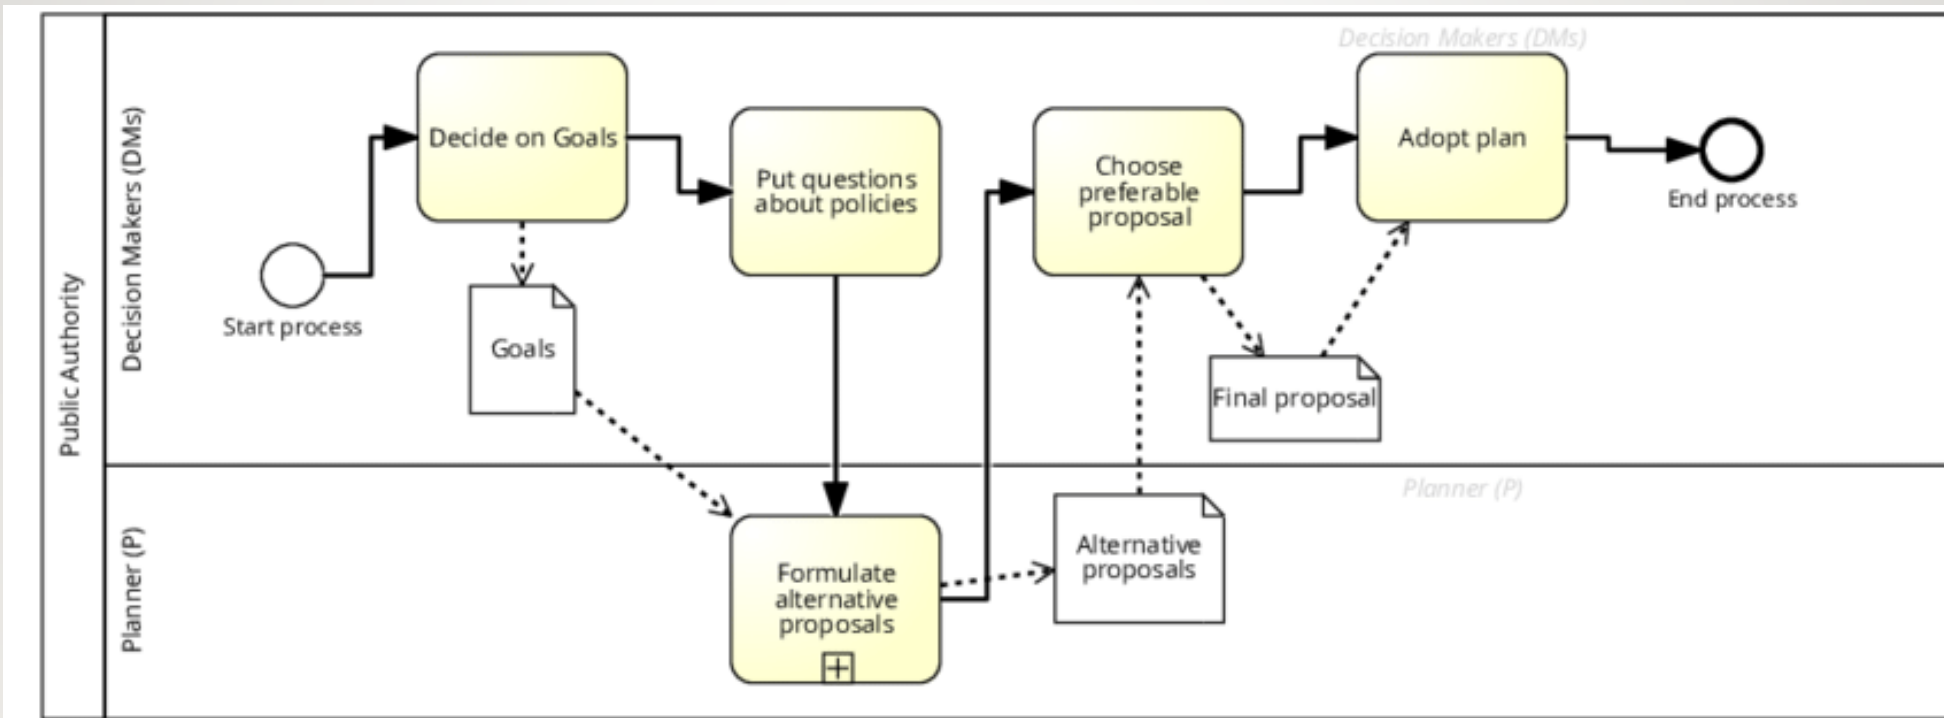 Public Authority
Decision Makers (DMs)
Decision Makers (DMs)
Start process
Decide on Goals
Goals
Put questions
about policies
Choose
preferable
proposal
Adopt plan
End process
Final proposal
Planner (P)
Planner (P)
Formulate
alternative
proposals
Alternative
proposals